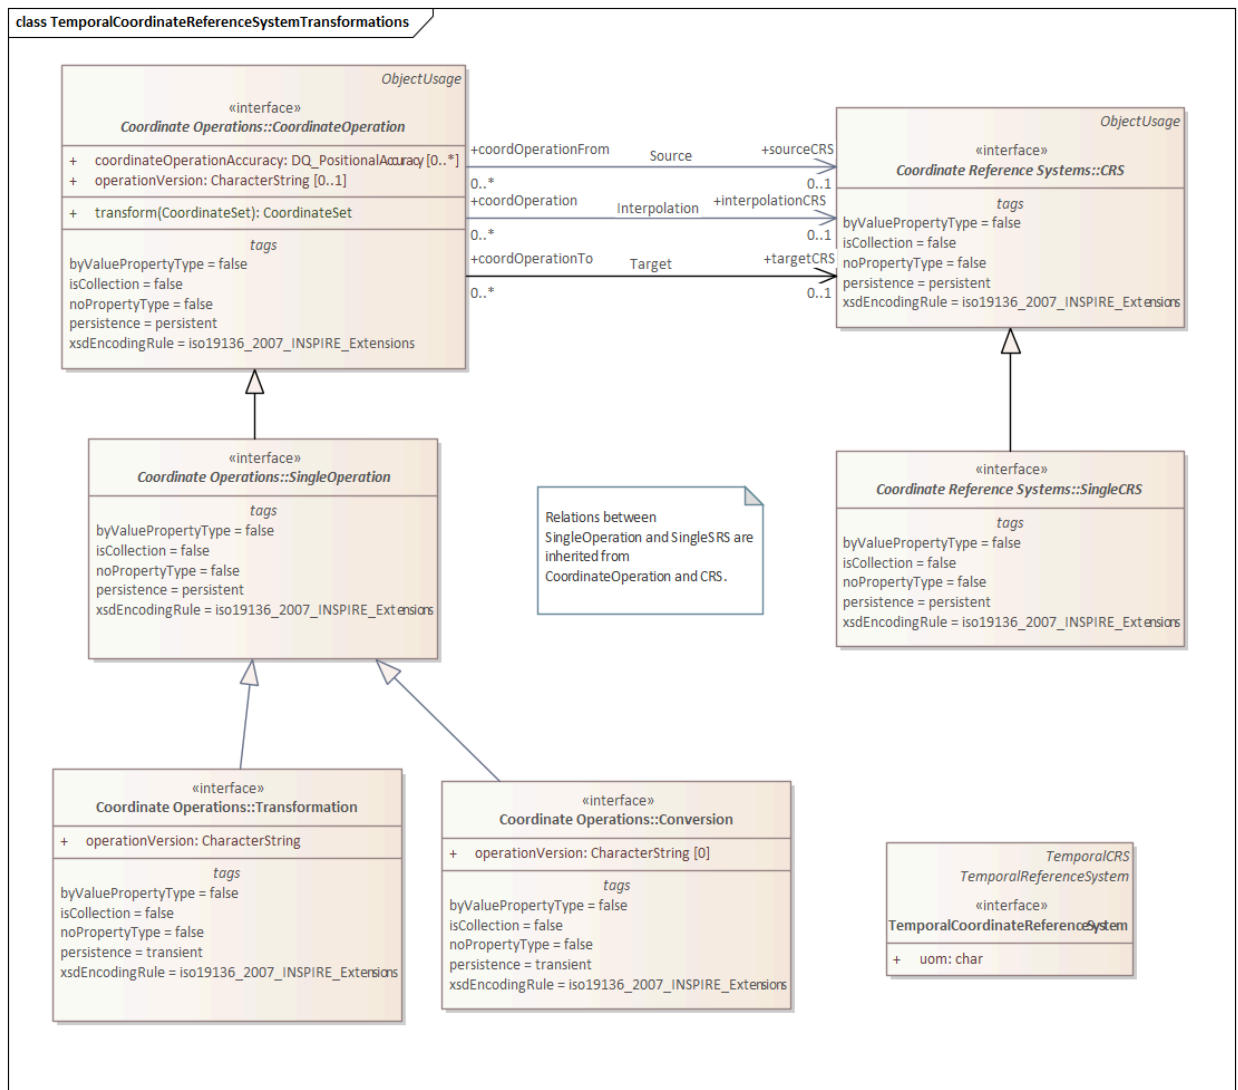 class TemporalCoordinateReferenceSystemTransformations
ObjectUsage
«interface»
Coordinate Operations::CoordinateOperation
+ coordinateOperationAccuracy: DQ_PositionalAccuracy [0..*]
+ operationVersion: CharacterString [0..1]
+ transform(CoordinateSet): CoordinateSet
tags
byValuePropertyType = false
isCollection = false
noPropertyType = false
persistence = persistent
xsdEncodingRule = iso19136_2007_INSPIRE_Extensions
+coordOperationFrom Source +sourceCRS
0..* 0..1
+coordOperation Interpolation +interpolationCRS
0..* 0..1
+coordOperationTo Target +targetCRS
0..* 0..1
ObjectUsage
«interface»
Coordinate Reference Systems::CRS
tags
byValuePropertyType = false
isCollection = false
noPropertyType = false
persistence = persistent
xsdEncodingRule = iso19136_2007_INSPIRE_Extensions
«interface»
Coordinate Operations::SingleOperation
tags
byValuePropertyType = false
isCollection = false
noPropertyType = false
persistence = persistent
xsdEncodingRule = iso19136_2007_INSPIRE_Extensions
Relations between
SingleOperation and SingleSRS are
inherited from
CoordinateOperation and CRS.
«interface»
Coordinate Reference Systems::SingleCRS
tags
byValuePropertyType = false
isCollection = false
noPropertyType = false
persistence = persistent
xsdEncodingRule = iso19136_2007_INSPIRE_Extensions
«interface»
Coordinate Operations::Transformation
+ operationVersion: CharacterString
tags
byValuePropertyType = false
isCollection = false
noPropertyType = false
persistence = transient
xsdEncodingRule = iso19136_2007_INSPIRE_Extensions
«interface»
Coordinate Operations::Conversion
+ operationVersion: CharacterString [0]
tags
byValuePropertyType = false
isCollection = false
noPropertyType = false
persistence = transient
xsdEncodingRule = iso19136_2007_INSPIRE_Extensions
TemporalCRS
TemporalReferenceSystem
«interface»
TemporalCoordinateReferenceSystem
+ uom: char